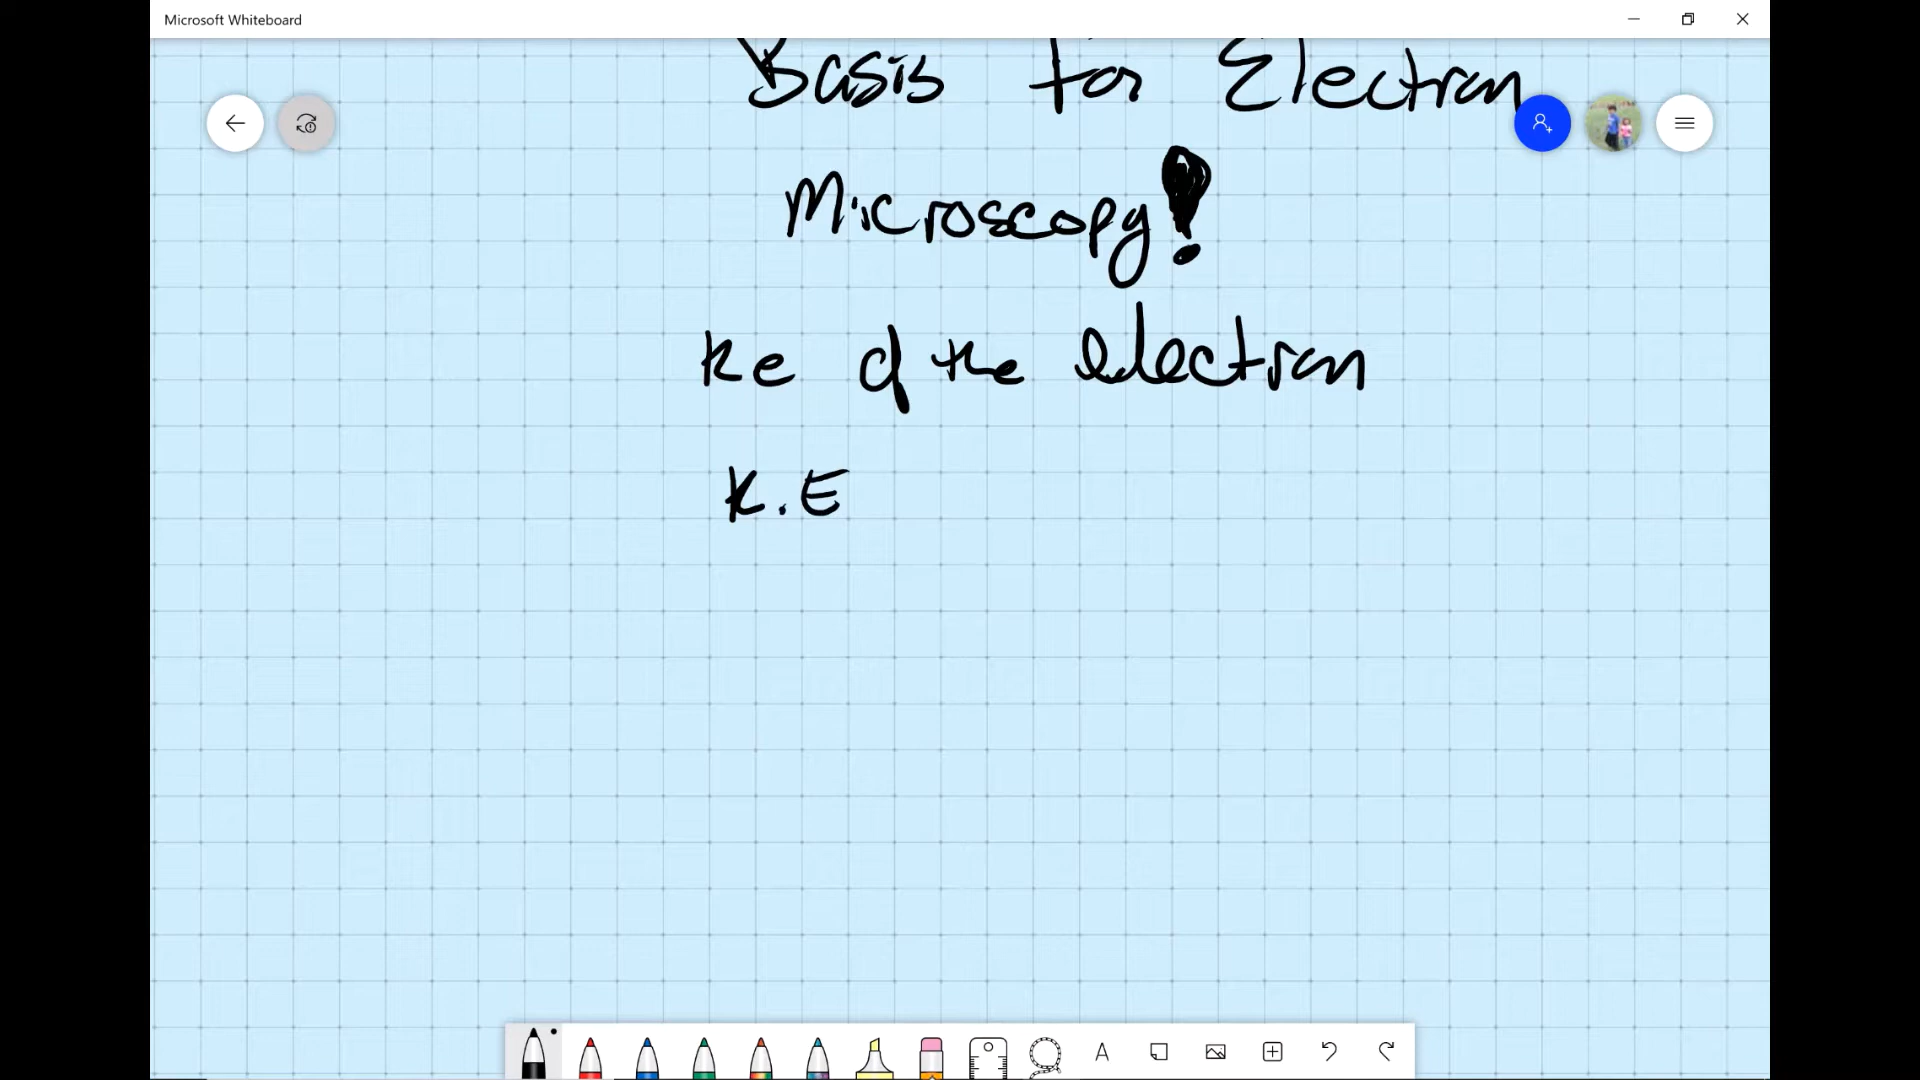 Microsoft Whiteboard
Basis for Electron
Microscopy!
ke of the electron
K.E